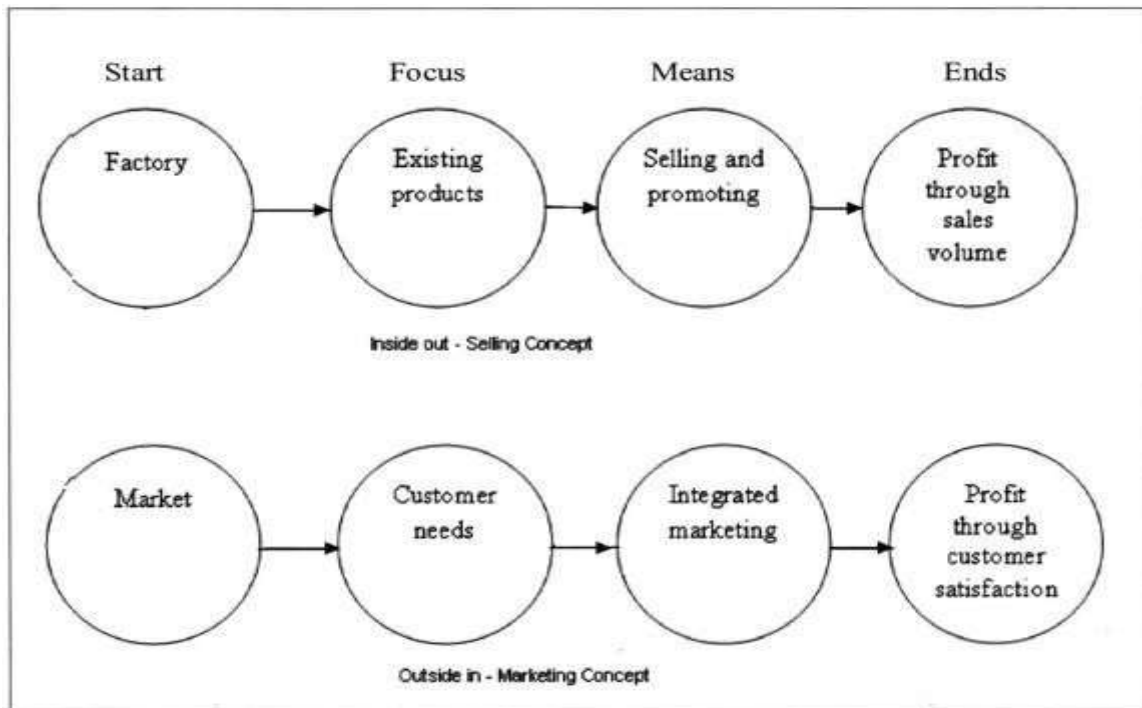 Start Focus Means Ends
Factory
Existing
products
Selling and
promoting
Profit
through
sales
volume
Inside out - Selling Concept
Market
Customer
needs
Integrated
marketing
Profit
through
customer
satisfaction
Outside in - Marketing Concept